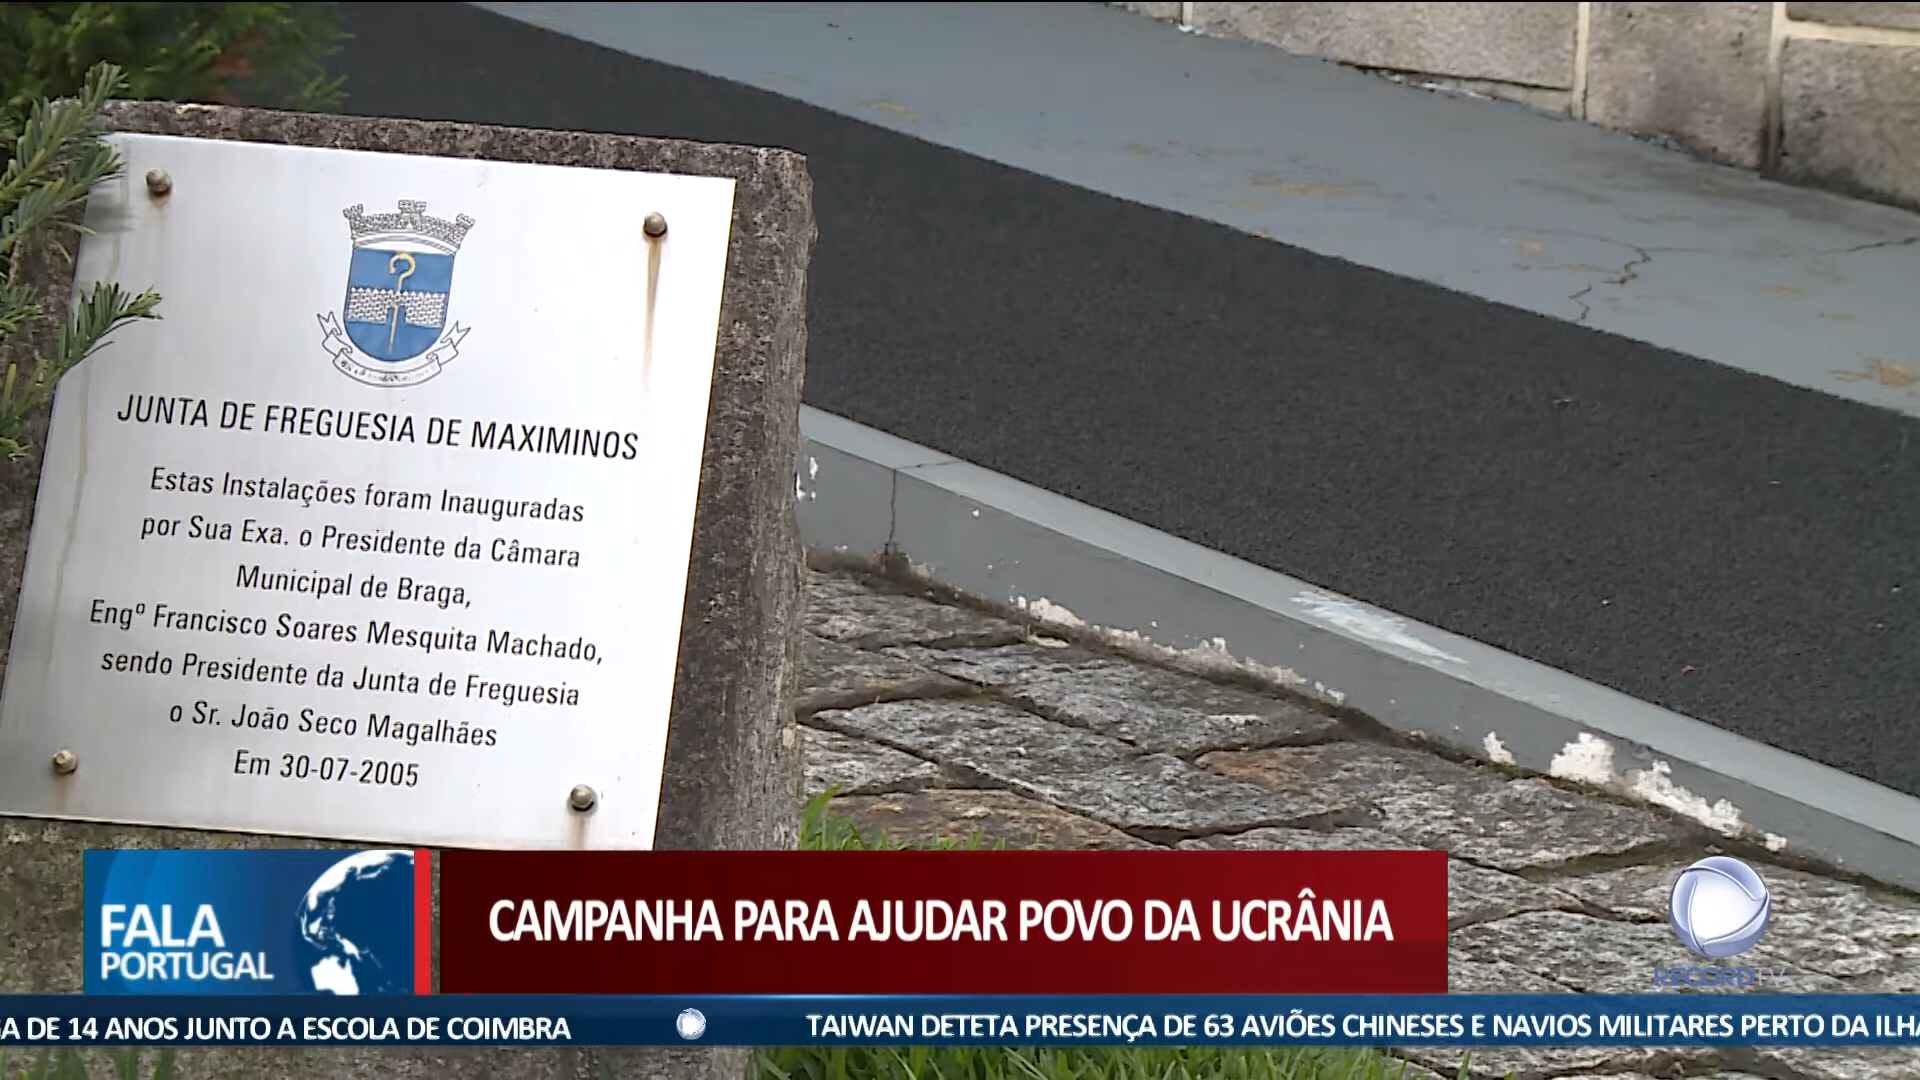 JUNTA DE FREGUESIA DE MAXIMINOS
Estas Instalações foram Inauguradas
por Sua Exa. o Presidente da Câmara
Municipal de Braga,
Engº Francisco Soares Mesquita Machado,
sendo Presidente da Junta de Freguesia
o Sr. João Seco Magalhães
Em 30-07-2005
FALA
PORTUGAL
CAMPANHA PARA AJUDAR POVO DA UCRÂNIA
RECORD TV
GA DE 14 ANOS JUNTO A ESCOLA DE COIMBRA
TAIWAN DETETA PRESENÇA DE 63 AVIÕES CHINESES E NAVIOS MILITARES PERTO DA ILHA